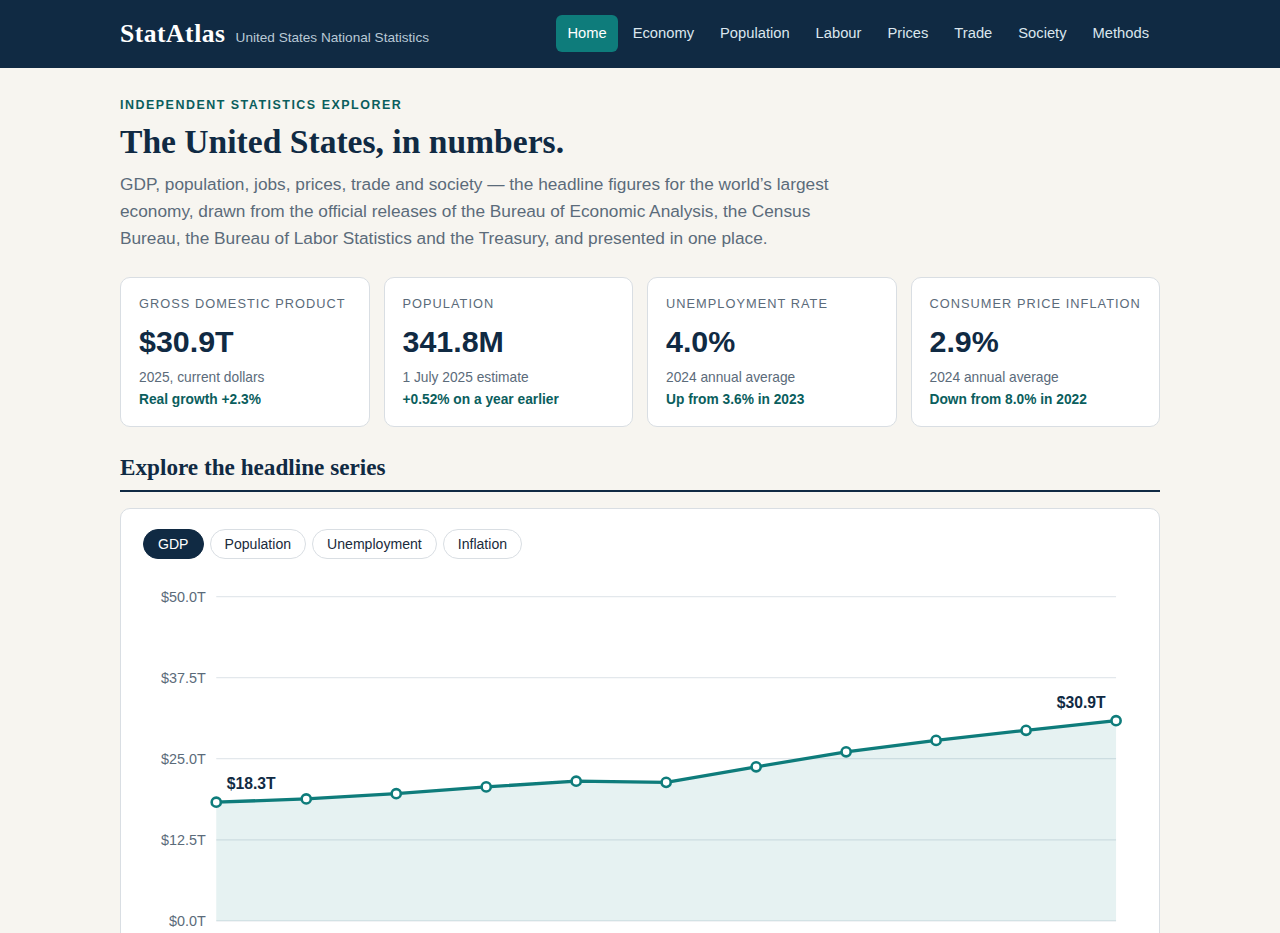 StatAtlas United States National Statistics
Home Economy Population Labour Prices Trade Society Methods
INDEPENDENT STATISTICS EXPLORER
The United States, in numbers.
GDP, population, jobs, prices, trade and society — the headline figures for the world's largest
economy, drawn from the official releases of the Bureau of Economic Analysis, the Census
Bureau, the Bureau of Labor Statistics and the Treasury, and presented in one place.
GROSS DOMESTIC PRODUCT
$30.9T
2025, current dollars
Real growth +2.3%
POPULATION
341.8M
1 July 2025 estimate
+0.52% on a year earlier
UNEMPLOYMENT RATE
4.0%
2024 annual average
Up from 3.6% in 2023
CONSUMER PRICE INFLATION
2.9%
2024 annual average
Down from 8.0% in 2022
Explore the headline series
GDP Population Unemployment Inflation
$50.0T
$37.5T
$30.9T
$25.0T
$18.3T
$12.5T
$0.0T